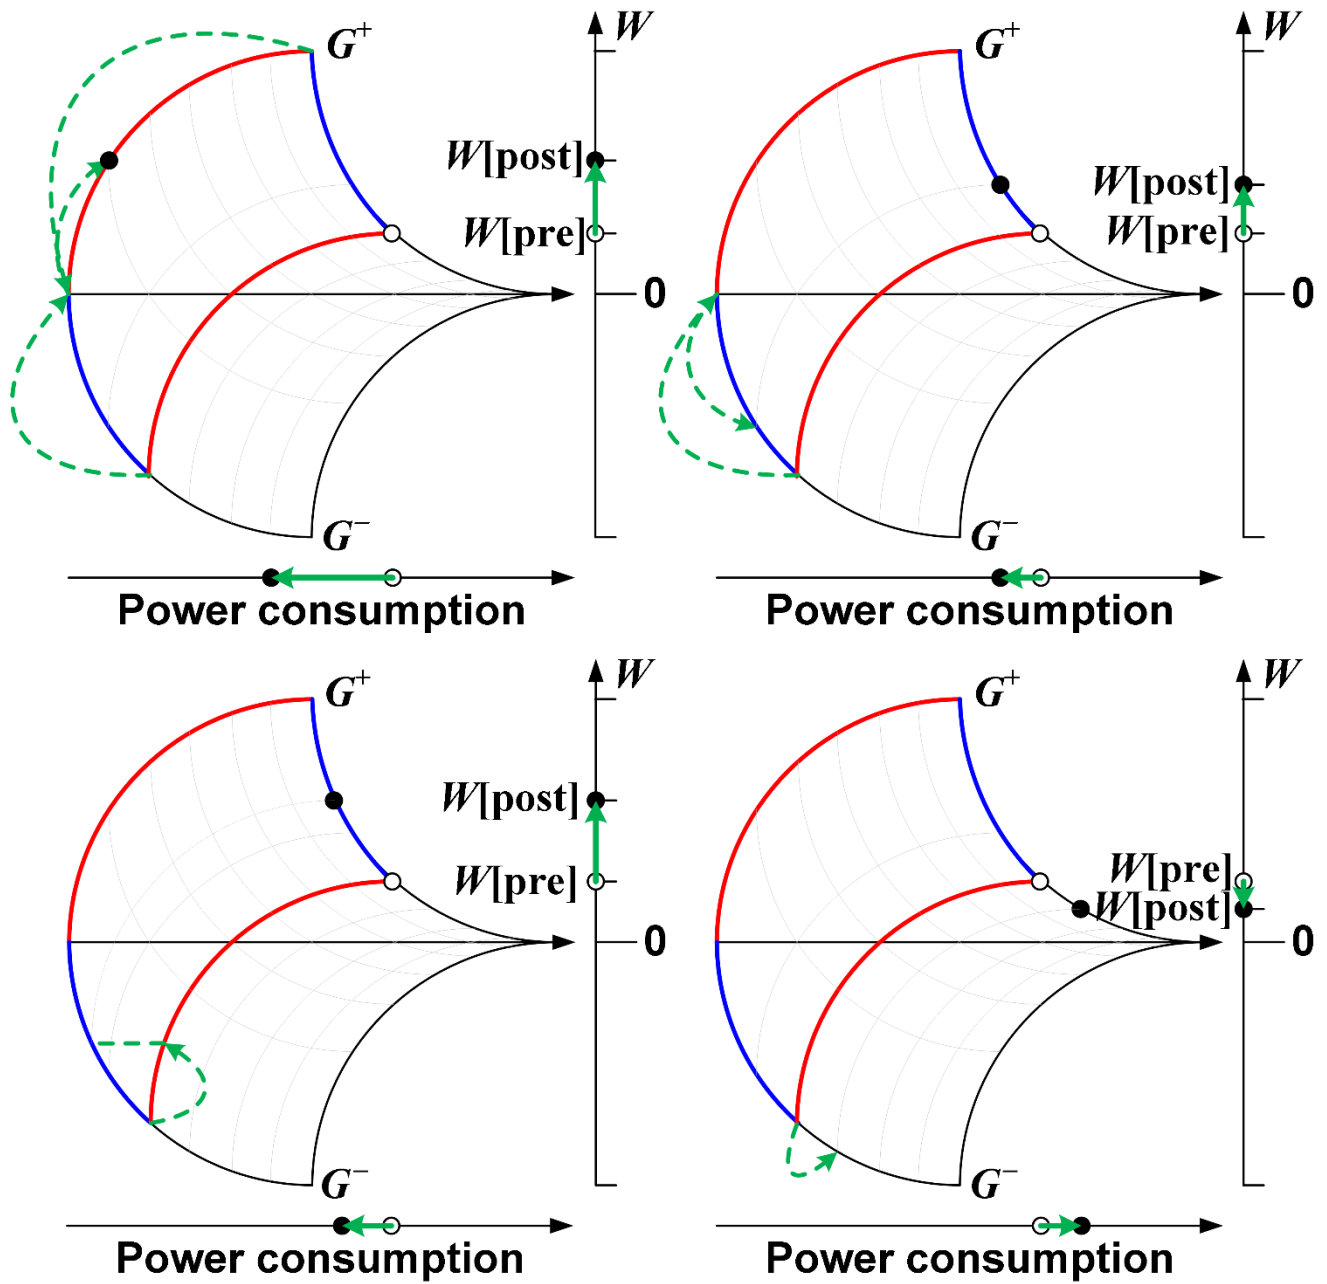 G⁺
W
W[post]
W[pre]
0
G⁻
Power consumption
G⁺
W
W[post]
W[pre]
0
G⁻
Power consumption
G⁺
W
W[post]
W[pre]
0
G⁻
Power consumption
G⁺
W
W[pre]
W[post]
0
G⁻
Power consumption